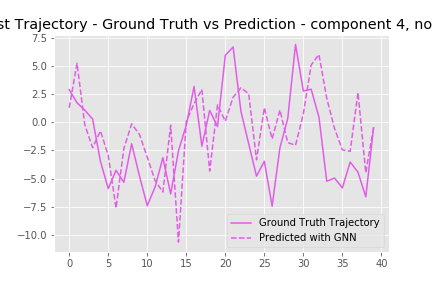 st Trajectory - Ground Truth vs Prediction - component 4, no
7.5
5.0
2.5
0.0
−2.5
−5.0
−7.5
−10.0
0 5 10 15 20 25 30 35 40
Ground Truth Trajectory
Predicted with GNN